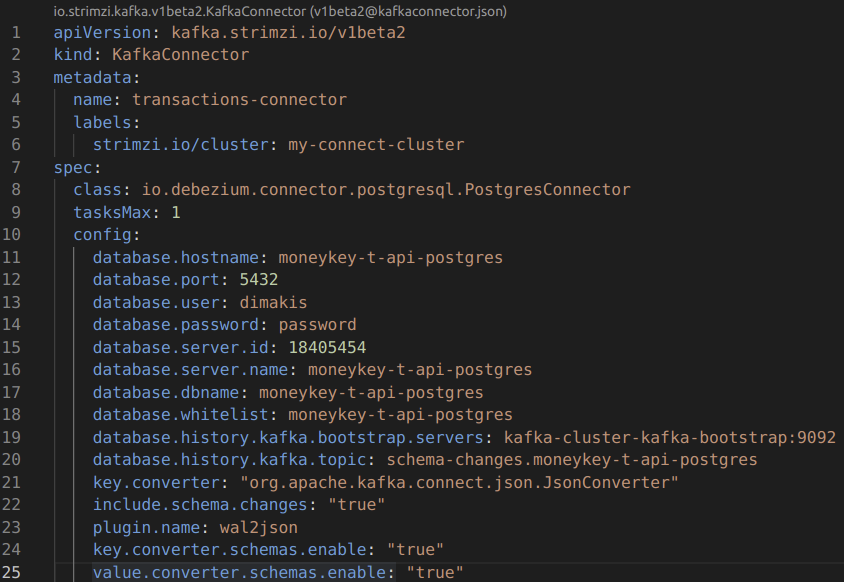 io.strimzi.kafka.v1beta2.KafkaConnector (v1beta2@kafkaconnector.json)
1 apiVersion: kafka.strimzi.io/v1beta2
2 kind: KafkaConnector
3 metadata:
4   name: transactions-connector
5   labels:
6     strimzi.io/cluster: my-connect-cluster
7 spec:
8   class: io.debezium.connector.postgresql.PostgresConnector
9   tasksMax: 1
10   config:
11     database.hostname: moneykey-t-api-postgres
12     database.port: 5432
13     database.user: dimakis
14     database.password: password
15     database.server.id: 18405454
16     database.server.name: moneykey-t-api-postgres
17     database.dbname: moneykey-t-api-postgres
18     database.whitelist: moneykey-t-api-postgres
19     database.history.kafka.bootstrap.servers: kafka-cluster-kafka-bootstrap:9092
20     database.history.kafka.topic: schema-changes.moneykey-t-api-postgres
21     key.converter: "org.apache.kafka.connect.json.JsonConverter"
22     include.schema.changes: "true"
23     plugin.name: wal2json
24     key.converter.schemas.enable: "true"
25     value.converter.schemas.enable: "true"